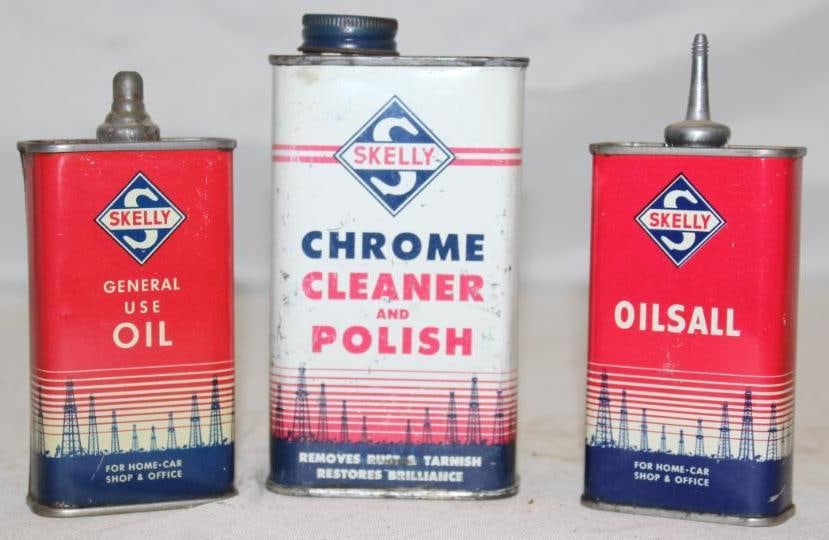 S
SKELLY
GENERAL
USE
OIL
FOR HOME-CAR
SHOP & OFFICE
S
SKELLY
CHROME
CLEANER
AND
POLISH
REMOVES RUST & TARNISH
RESTORES BRILLIANCE
S
SKELLY
OILSALL
FOR HOME-CAR
SHOP & OFFICE